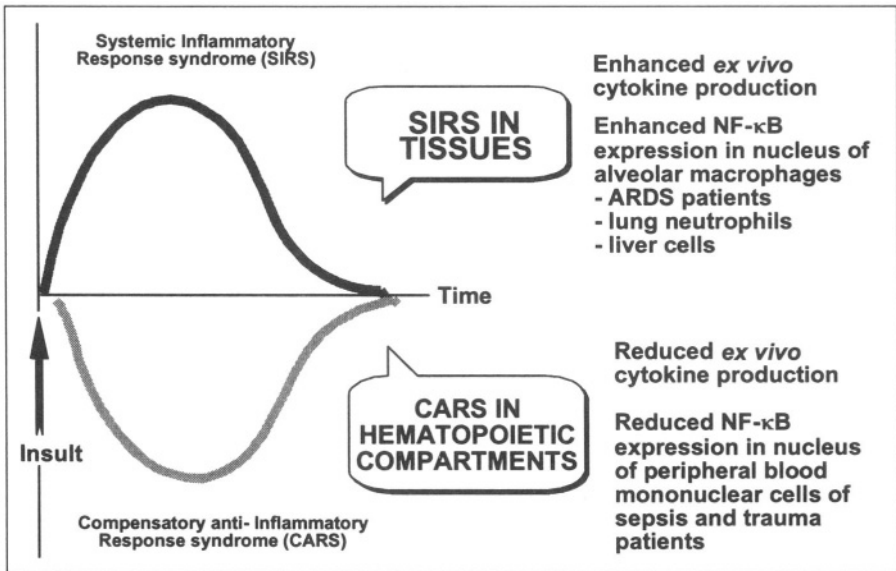 Systemic Inflammatory
Response syndrome (SIRS)
SIRS IN
TISSUES
Enhanced ex vivo
cytokine production
Enhanced NF-κB
expression in nucleus of
alveolar macrophages
- ARDS patients
- lung neutrophils
- liver cells
Time
Insult
CARS IN
HEMATOPOIETIC
COMPARTMENTS
Reduced ex vivo
cytokine production
Reduced NF-κB
expression in nucleus
of peripheral blood
mononuclear cells of
sepsis and trauma
patients
Compensatory anti- Inflammatory
Response syndrome (CARS)